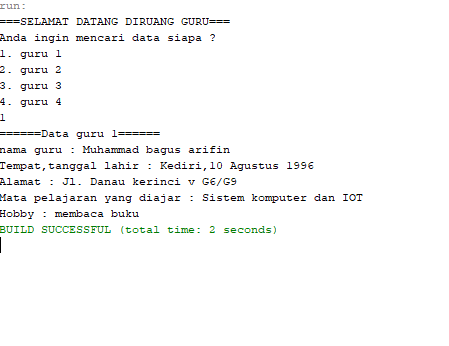 run:
===SELAMAT DATANG DIRUANG GURU===
Anda ingin mencari data siapa ?
1. guru 1
2. guru 2
3. guru 3
4. guru 4
1
======Data guru 1======
nama guru : Muhammad bagus arifin
Tempat,tanggal lahir : Kediri,10 Agustus 1996
Alamat : Jl. Danau kerinci v G6/G9
Mata pelajaran yang diajar : Sistem komputer dan IOT
Hobby : membaca buku
BUILD SUCCESSFUL (total time: 2 seconds)